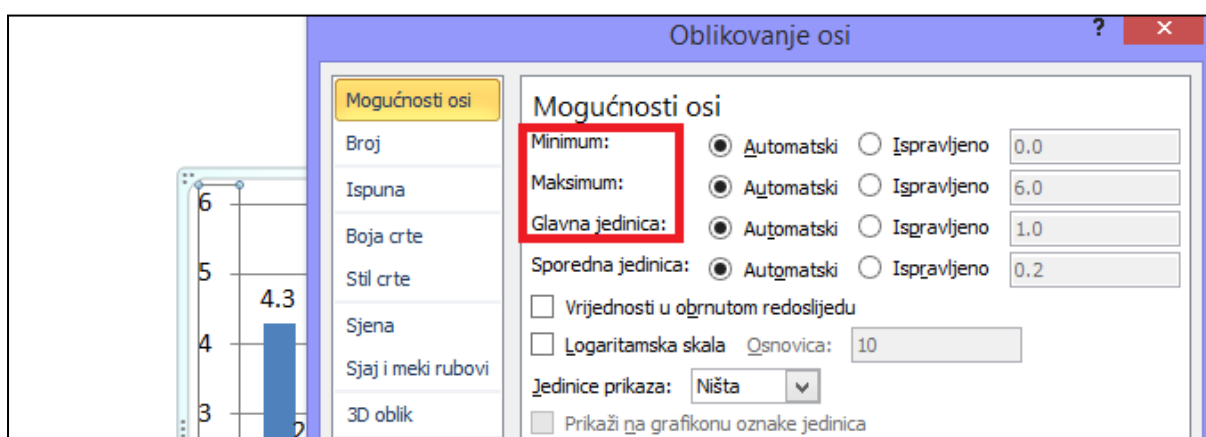 Oblikovanje osi
?
Mogućnosti osi
Broj
Ispuna
Boja crte
Stil crte
Sjena
Sjaj i meki rubovi
3D oblik
Mogućnosti osi
Minimum: Automatski Ispravljeno 0.0
Maksimum: Automatski Ispravljeno 6.0
Glavna jedinica: Automatski Ispravljeno 1.0
Sporedna jedinica: Automatski Ispravljeno 0.2
Vrijednosti u obrnutom redoslijedu
Logaritamska skala Osnovica: 10
Jedinice prikaza: Ništa
Prikaži na grafikonu oznake jedinica
6
5
4.3
4
3
2